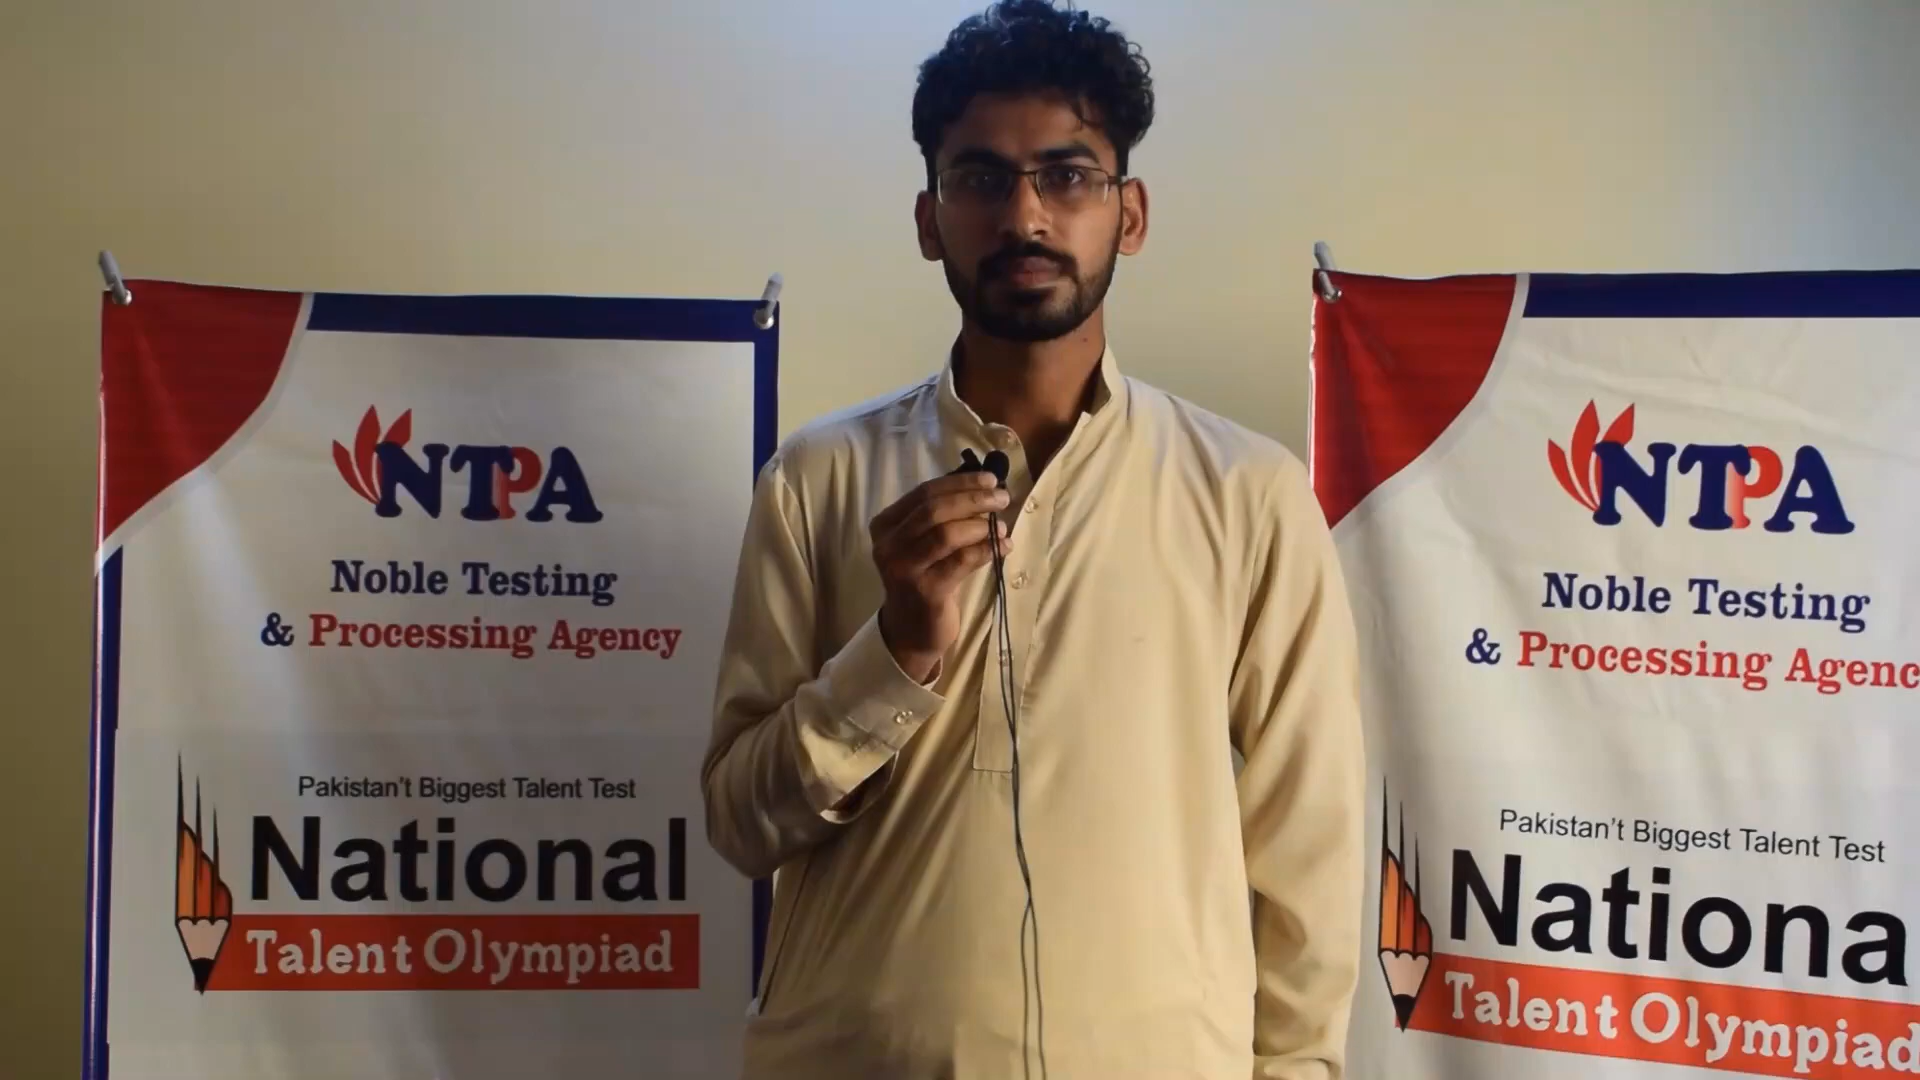 NTPA
Noble Testing
& Processing Agency
Pakistan't Biggest Talent Test
National
Talent Olympiad
NTPA
Noble Testing
& Processing Agenc
Pakistan't Biggest Talent Test
Nationa
Talent Olympiad